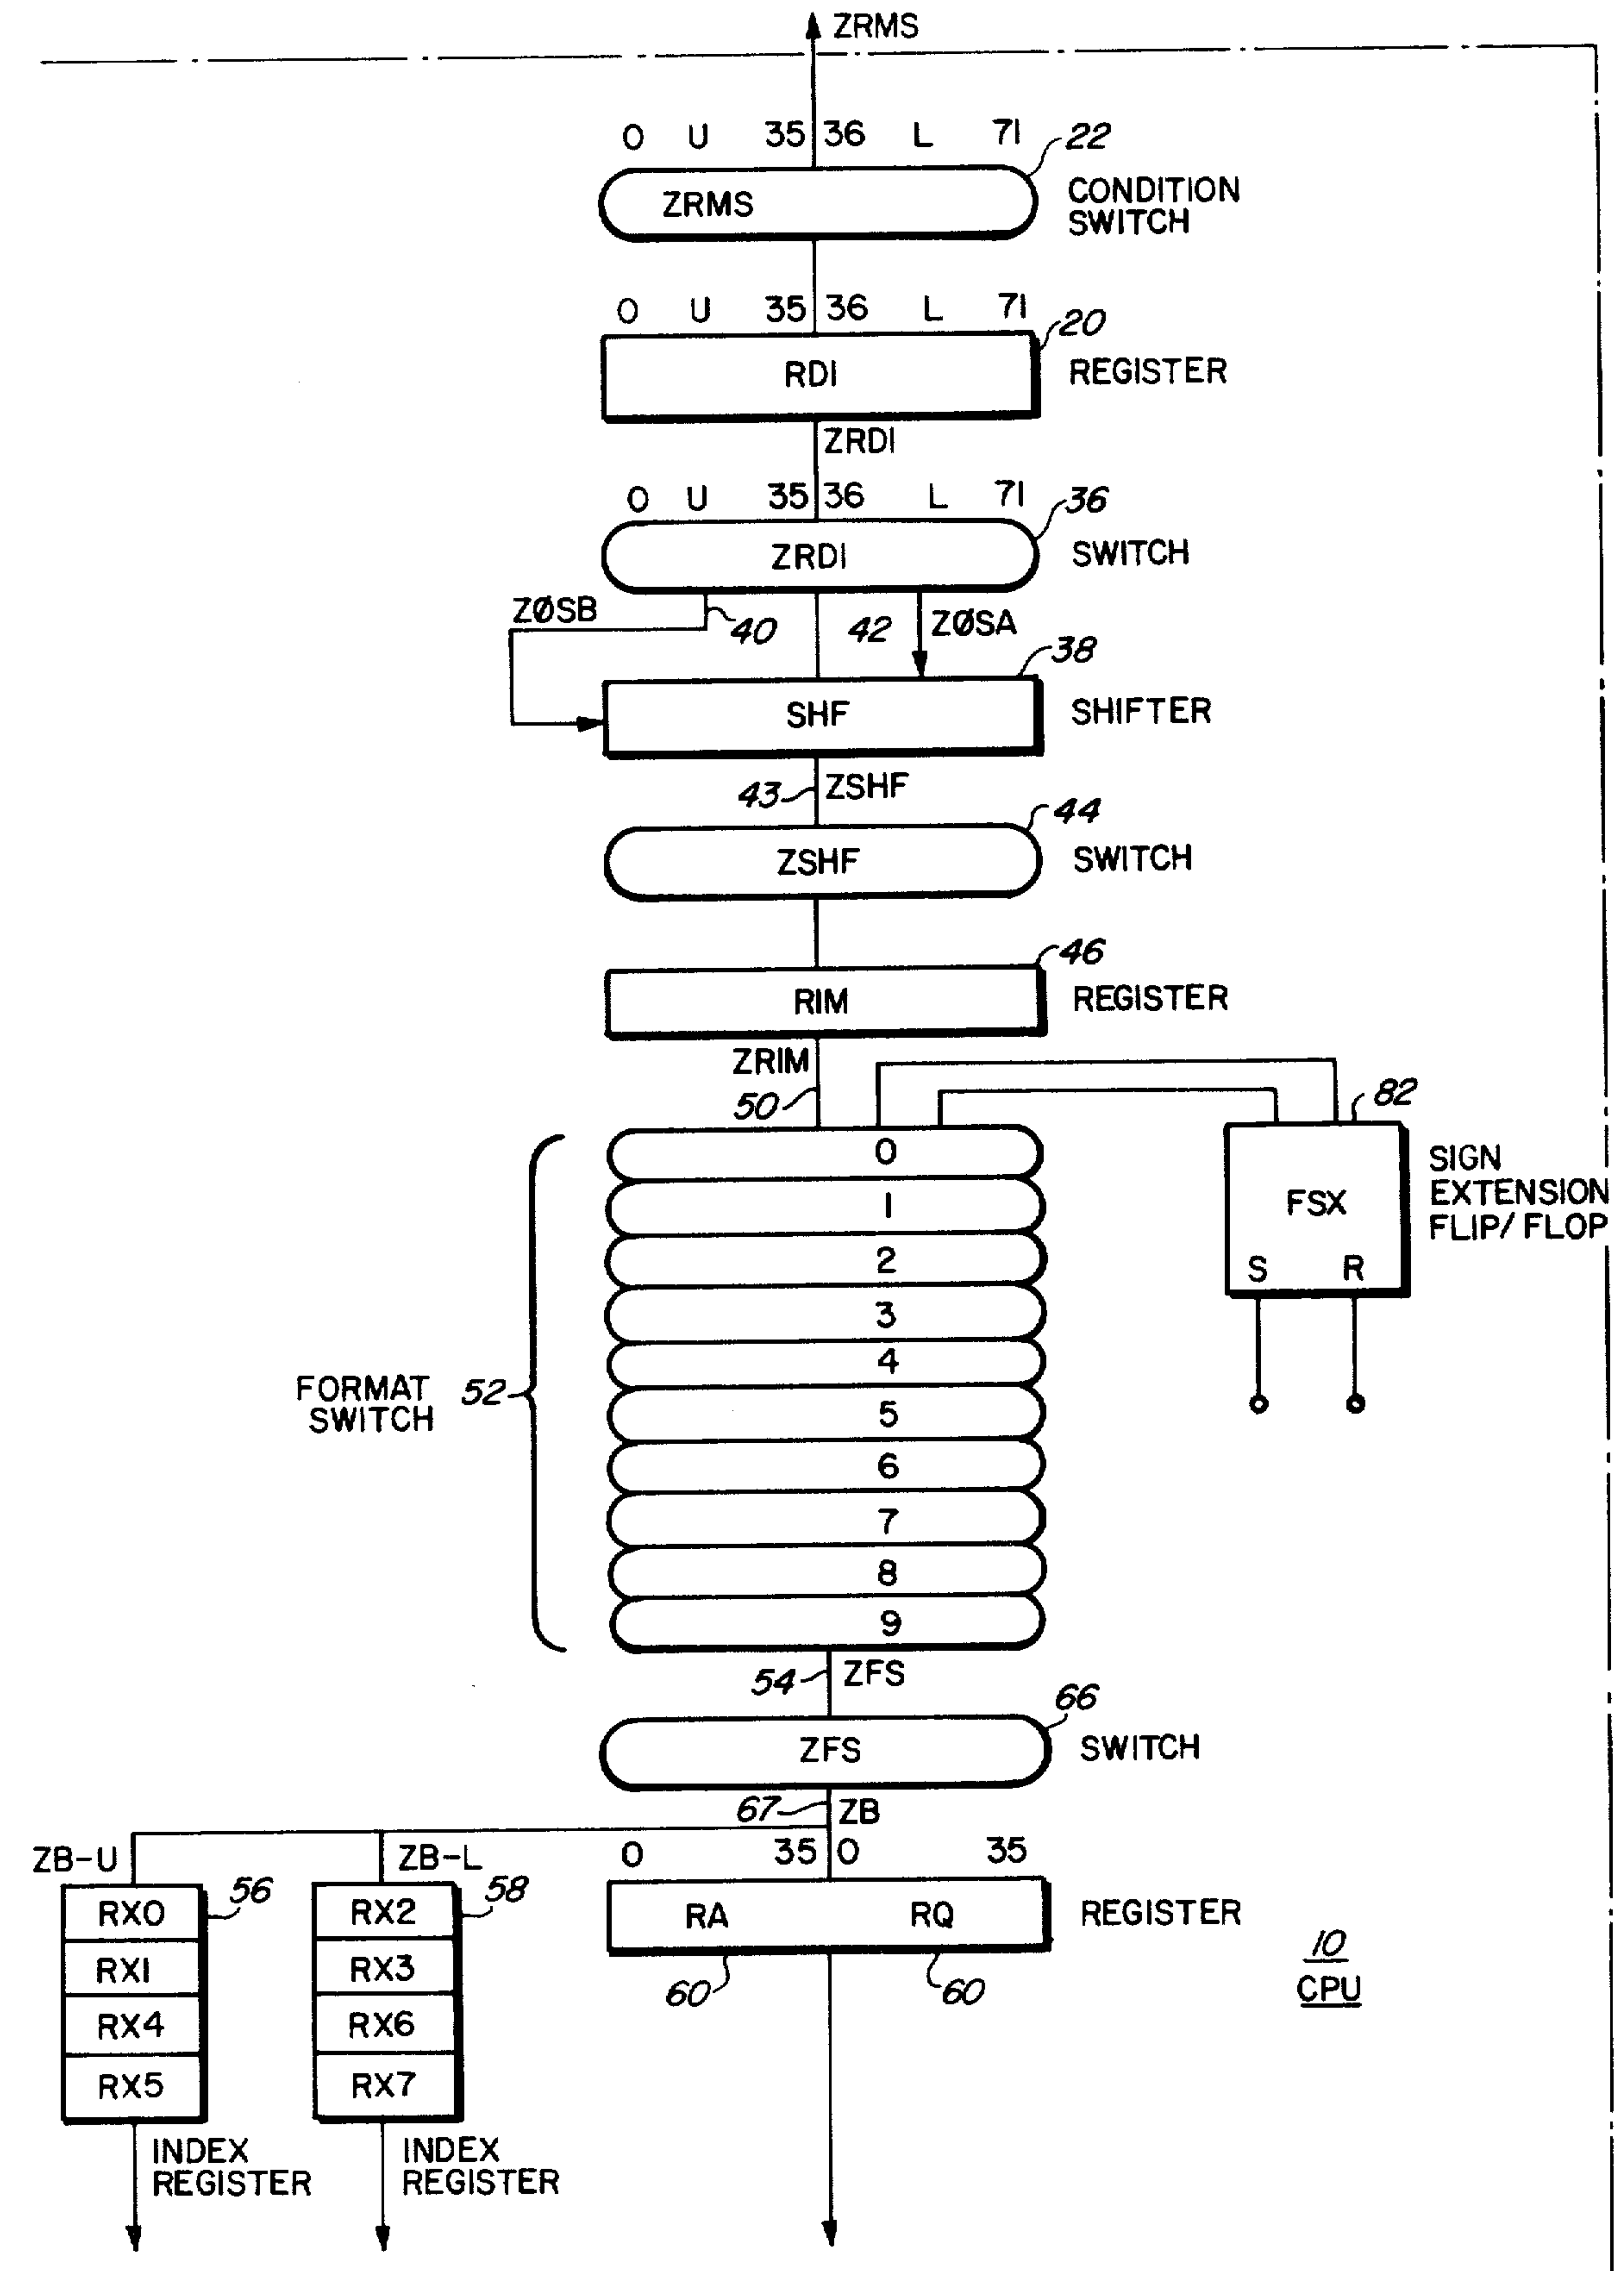 ZRMS
0 U 35 36 L 71 22
ZRMS
CONDITION
SWITCH
0 U 35 36 L 71 20
RDI
REGISTER
ZRDI
0 U 35 36 L 71 36
ZRDI
SWITCH
ZØSB 40 42 ZØSA
38
SHF
SHIFTER
43 ZSHF
44
ZSHF
SWITCH
46
RIM
REGISTER
ZRIM
50
82
SIGN
EXTENSION
FLIP/FLOP
FSX
S R
0
1
2
3
4
5
6
7
8
9
FORMAT
SWITCH
52
54 ZFS
66
ZFS
SWITCH
67 ZB
ZB-U
ZB-L
0 35 0 35
56
RX0
RX1
RX4
RX5
58
RX2
RX3
RX6
RX7
RA RQ
REGISTER
60 60
10
CPU
INDEX
REGISTER
INDEX
REGISTER